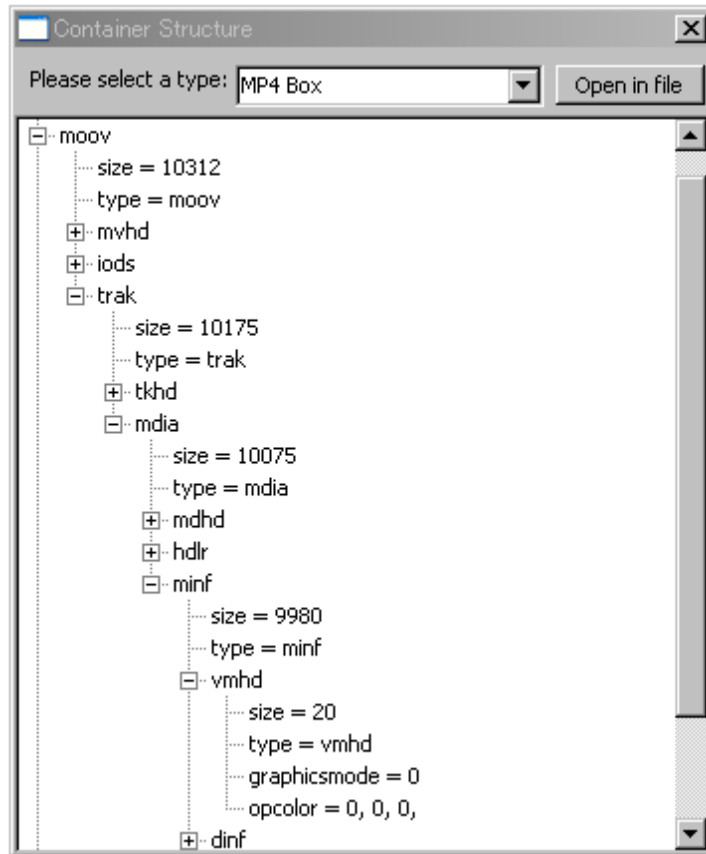 Container Structure
Please select a type: MP4 Box Open in file
moov
size = 10312
type = moov
mvhd
iods
trak
size = 10175
type = trak
tkhd
mdia
size = 10075
type = mdia
mdhd
hdlr
minf
size = 9980
type = minf
vmhd
size = 20
type = vmhd
graphicsmode = 0
opcolor = 0, 0, 0,
dinf